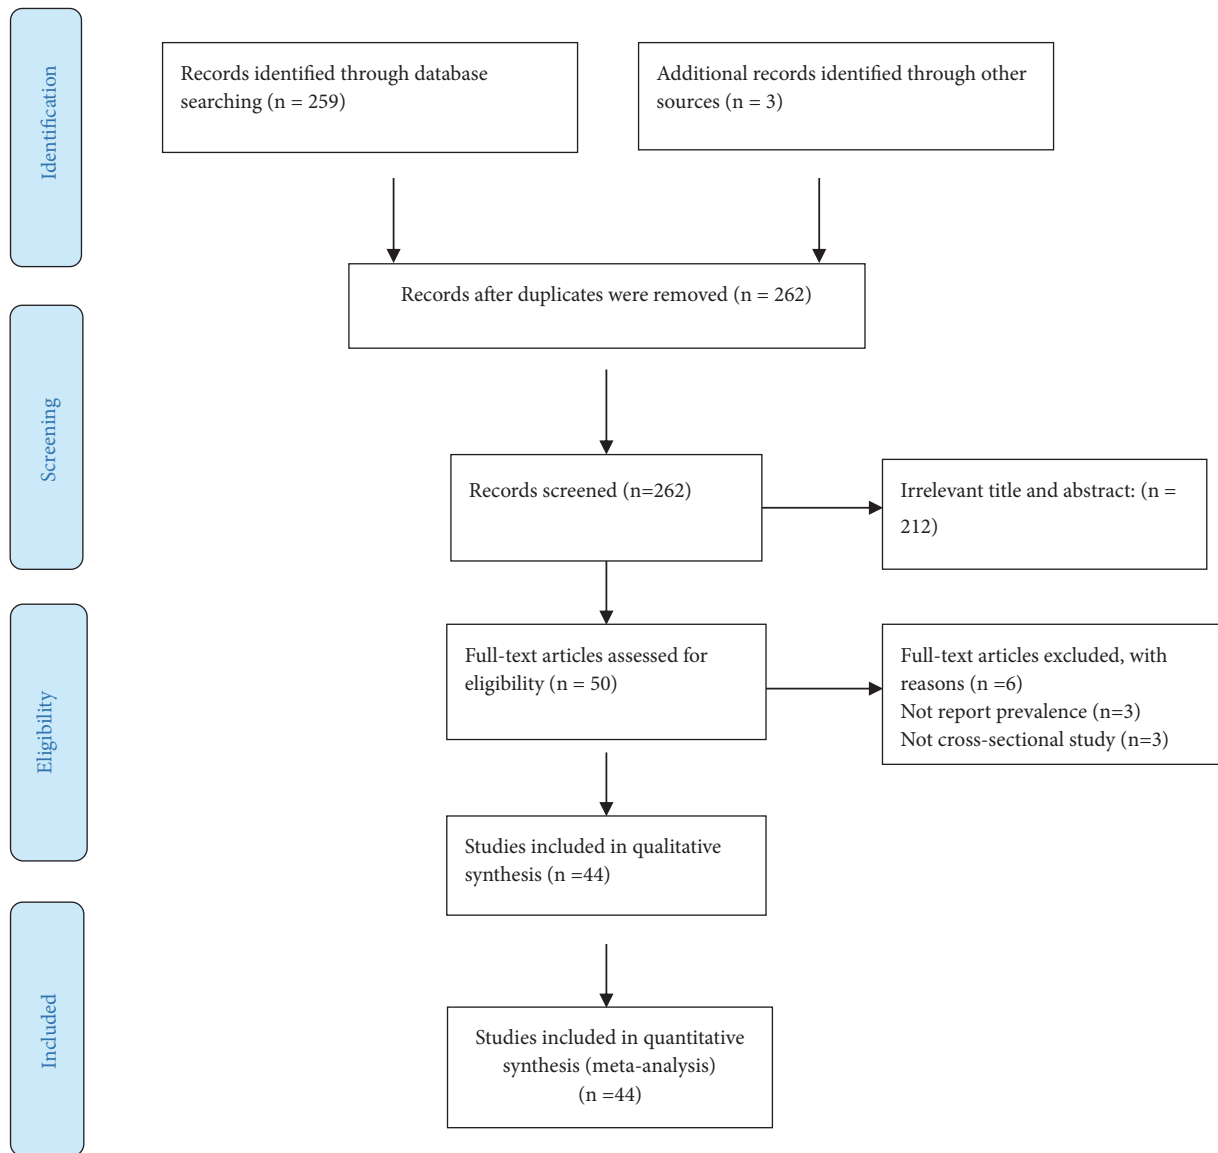 Identification
Records identified through database
searching (n = 259)
Additional records identified through other
sources (n = 3)
Records after duplicates were removed (n = 262)
Screening
Records screened (n=262)
Irrelevant title and abstract: (n =
212)
Eligibility
Full-text articles assessed for
eligibility (n = 50)
Full-text articles excluded, with
reasons (n =6)
Not report prevalence (n=3)
Not cross-sectional study (n=3)
Studies included in qualitative
synthesis (n =44)
Included
Studies included in quantitative
synthesis (meta-analysis)
(n =44)